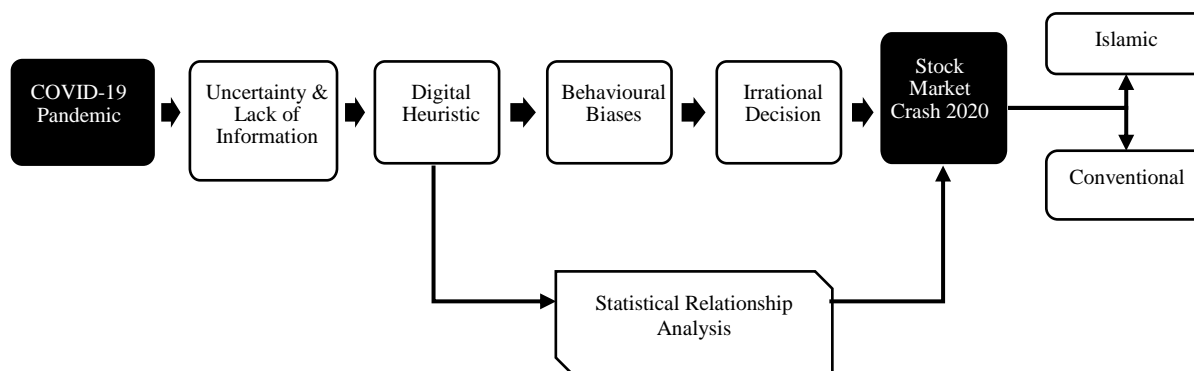 COVID-19
Pandemic
Uncertainty &
Lack of
Information
Digital
Heuristic
Behavioural
Biases
Irrational
Decision
Stock
Market
Crash 2020
Islamic
Conventional
Statistical Relationship
Analysis